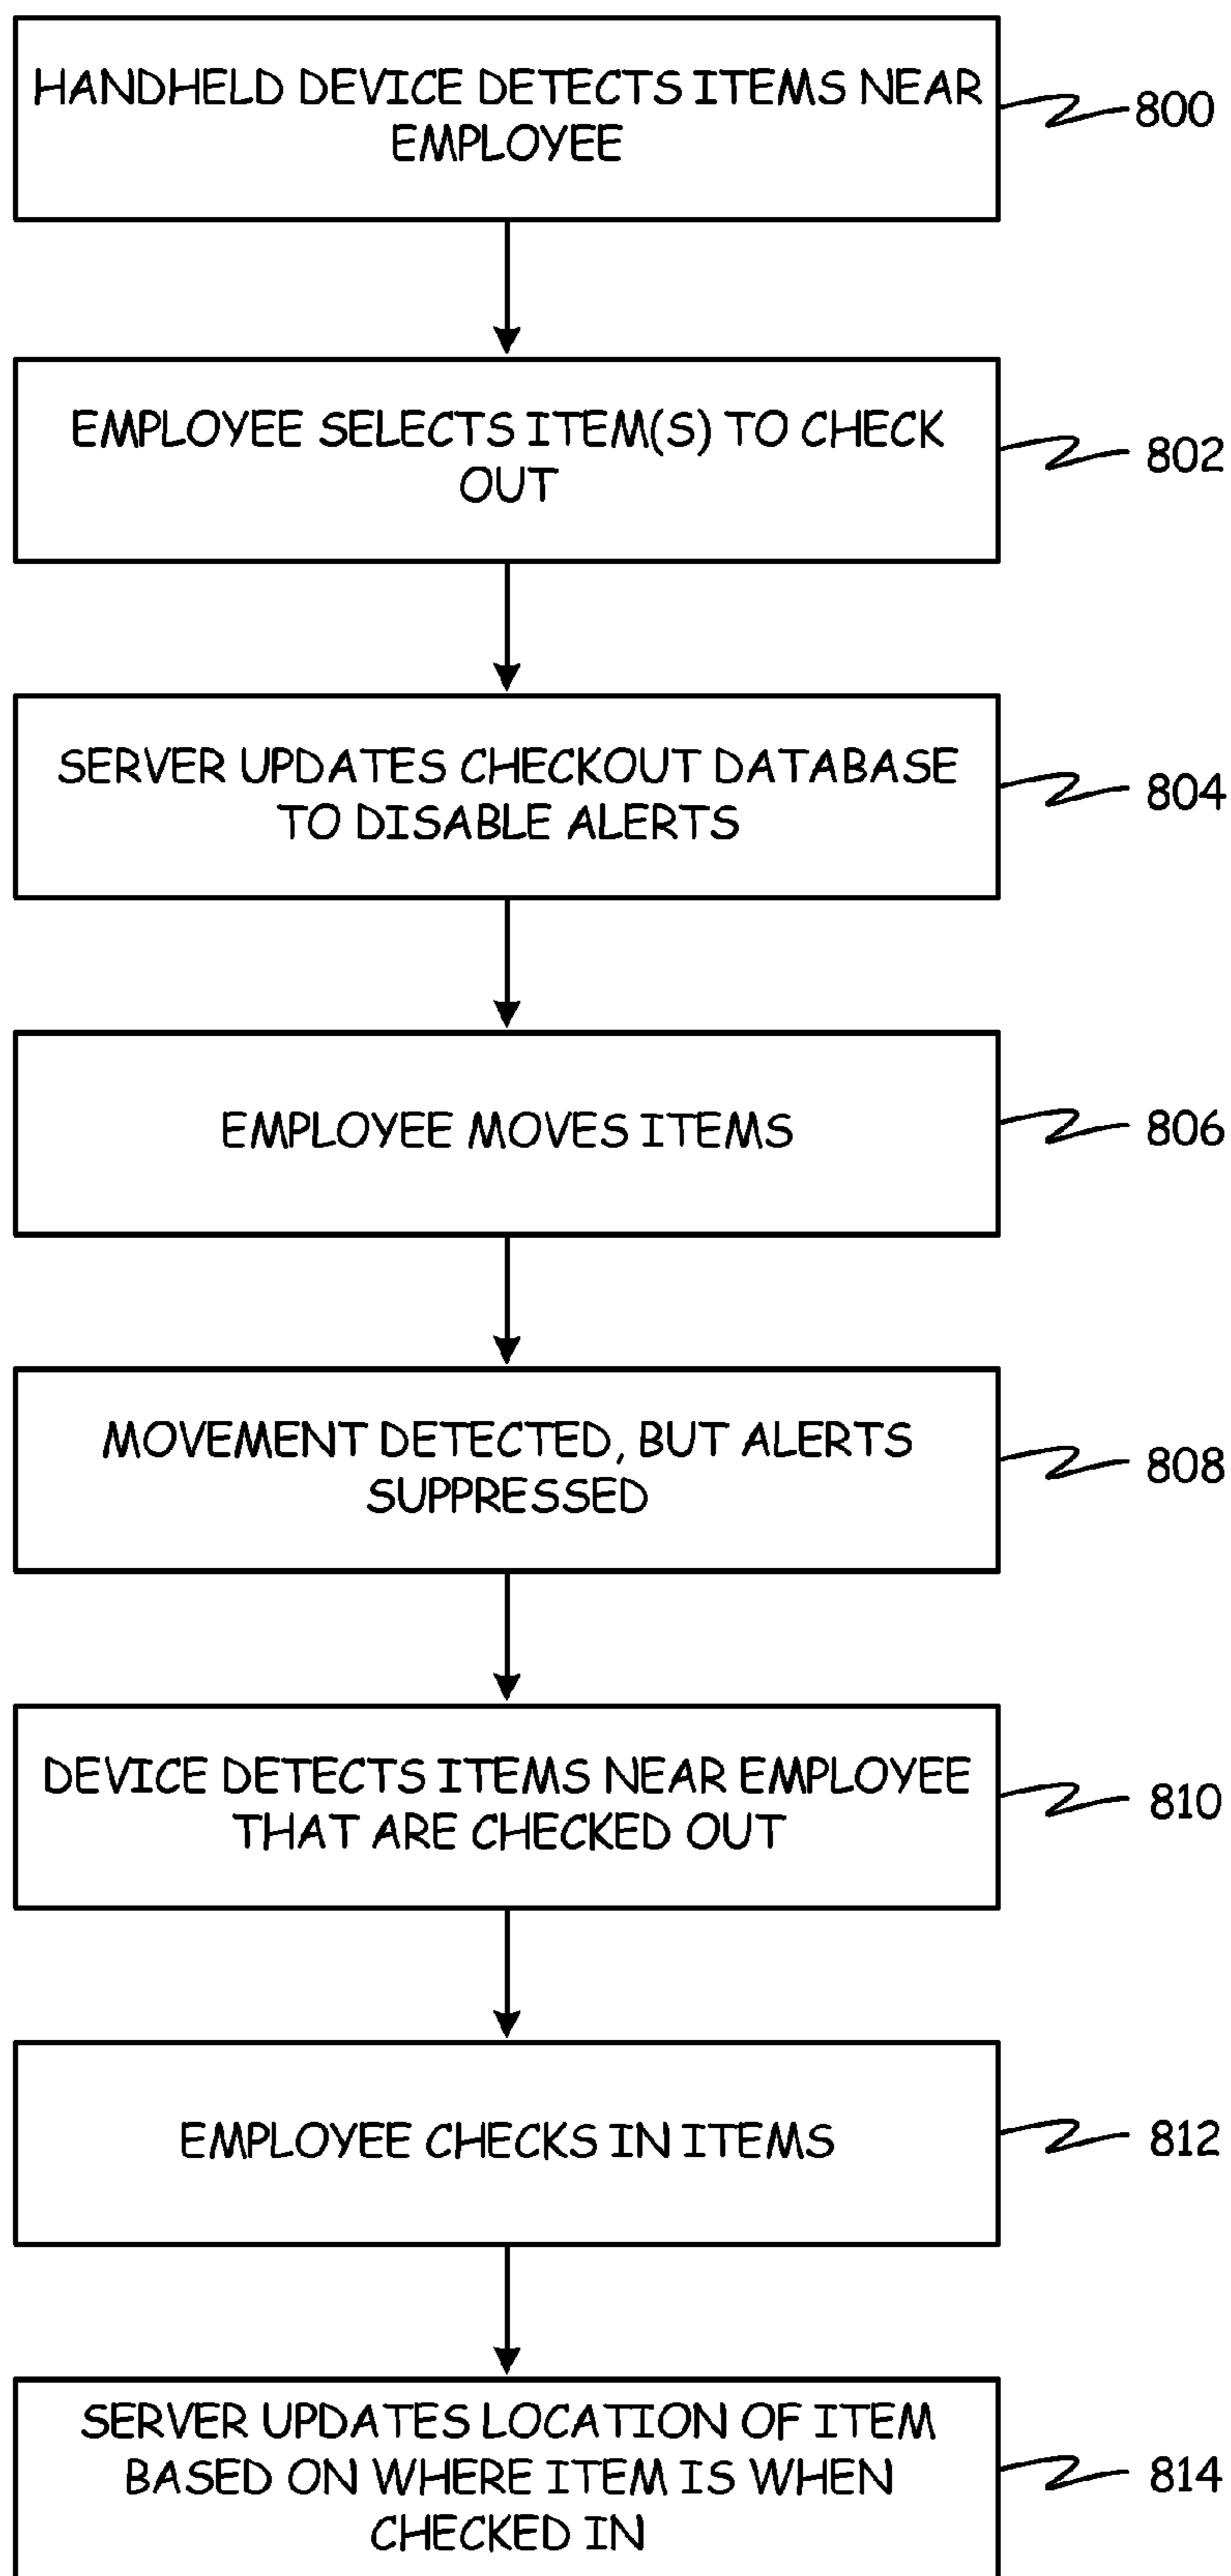 HANDHELD DEVICE DETECTS ITEMS NEAR
EMPLOYEE
800
EMPLOYEE SELECTS ITEM(S) TO CHECK
OUT
802
SERVER UPDATES CHECKOUT DATABASE
TO DISABLE ALERTS
804
EMPLOYEE MOVES ITEMS
806
MOVEMENT DETECTED, BUT ALERTS
SUPPRESSED
808
DEVICE DETECTS ITEMS NEAR EMPLOYEE
THAT ARE CHECKED OUT
810
EMPLOYEE CHECKS IN ITEMS
812
SERVER UPDATES LOCATION OF ITEM
BASED ON WHERE ITEM IS WHEN
CHECKED IN
814